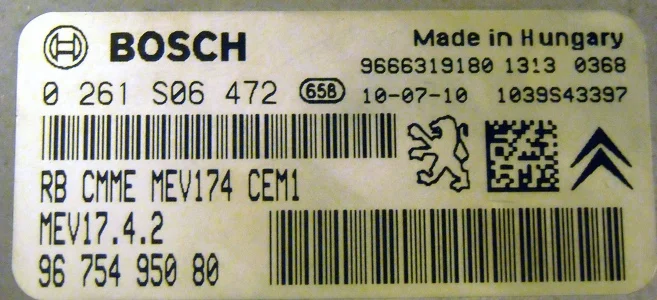 BOSCH
Made in Hungary
9666319180 1313 0368
0 261 S06 472 658 10-07-10 1039S43397
RB CMME MEV174 CEM1
MEV17.4.2
96 754 950 80